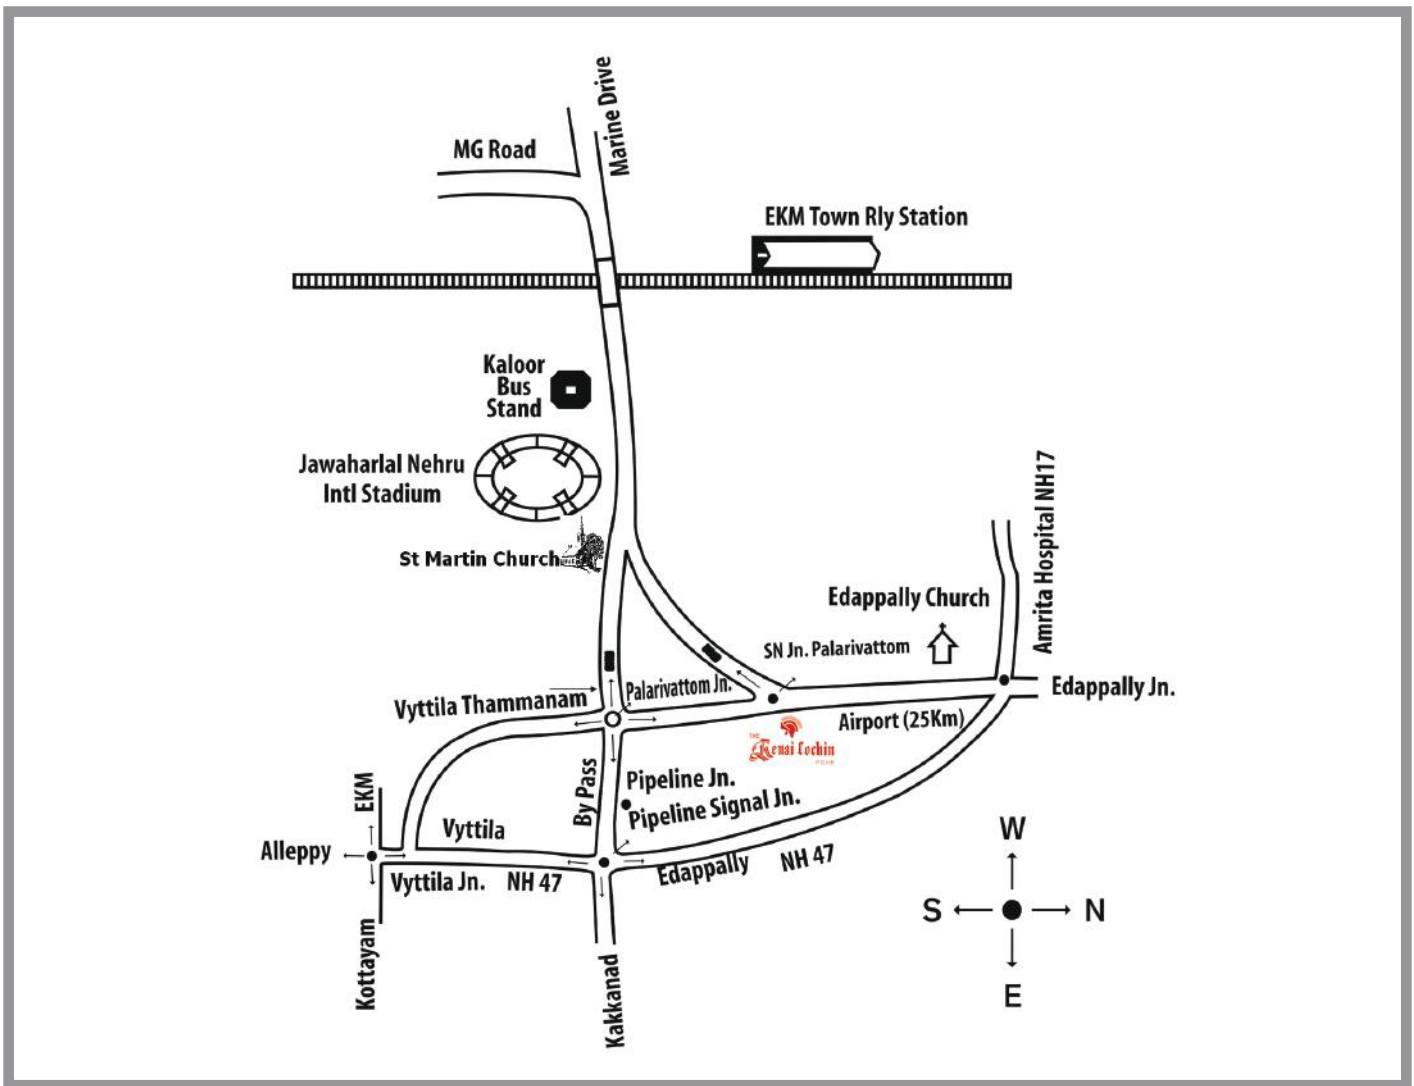 Marine Drive
MG Road
EKM Town Rly Station
Kaloor
Bus
Stand
Jawaharlal Nehru
Intl Stadium
St Martin Church
Amrita Hospital NH17
Edappally Church
SN Jn. Palarivattom
Vyttila Thammanam
Palarivattom Jn.
Edappally Jn.
Airport (25Km)
THE
Renai Cochin
By Pass
Pipeline Jn.
Pipeline Signal Jn.
EKM
Alleppy
Vyttila
Vyttila Jn.
NH 47
Edappally
NH 47
Kottayam
Kakkanad
W
S
N
E